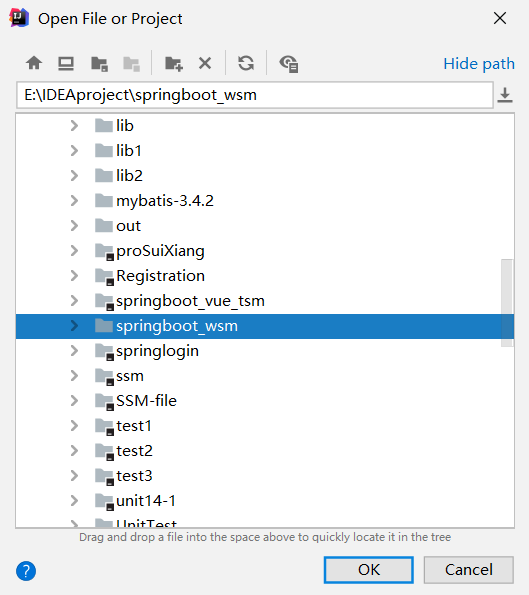 Open File or Project
Hide path
E:\IDEAproject\springboot_wsm
lib
lib1
lib2
mybatis-3.4.2
out
proSuiXiang
Registration
springboot_vue_tsm
springboot_wsm
springlogin
ssm
SSM-file
test1
test2
test3
unit14-1
UnitTest
Drag and drop a file into the space above to quickly locate it in the tree
?
OK
Cancel